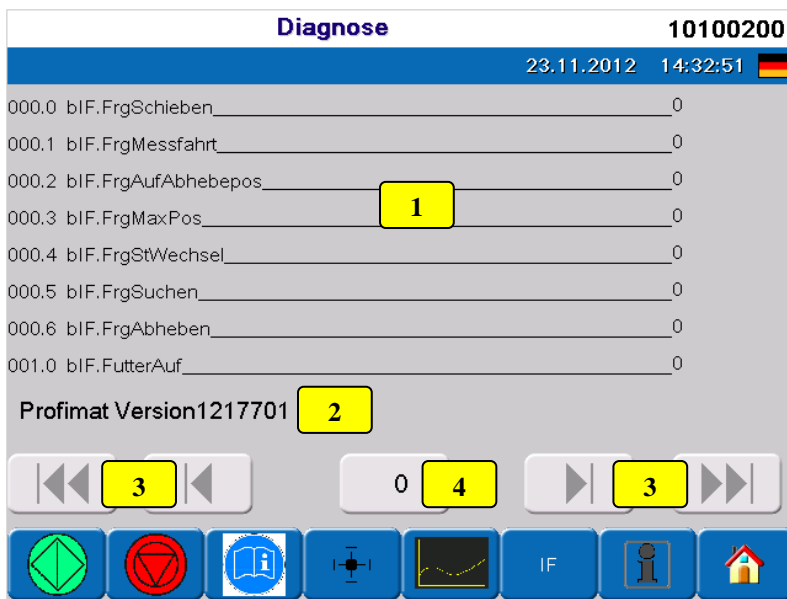 Diagnose 10100200
23.11.2012 14:32:51
000.0 bIF.FrgSchieben 0
000.1 bIF.FrgMessfahrt 0
000.2 bIF.FrgAufAbhebepos 0
1
000.3 bIF.FrgMaxPos 0
000.4 bIF.FrgStWechsel 0
000.5 bIF.FrgSuchen 0
000.6 bIF.FrgAbheben 0
001.0 bIF.FutterAuf 0
Profimat Version1217701 2
3 0 4 3
i IF i